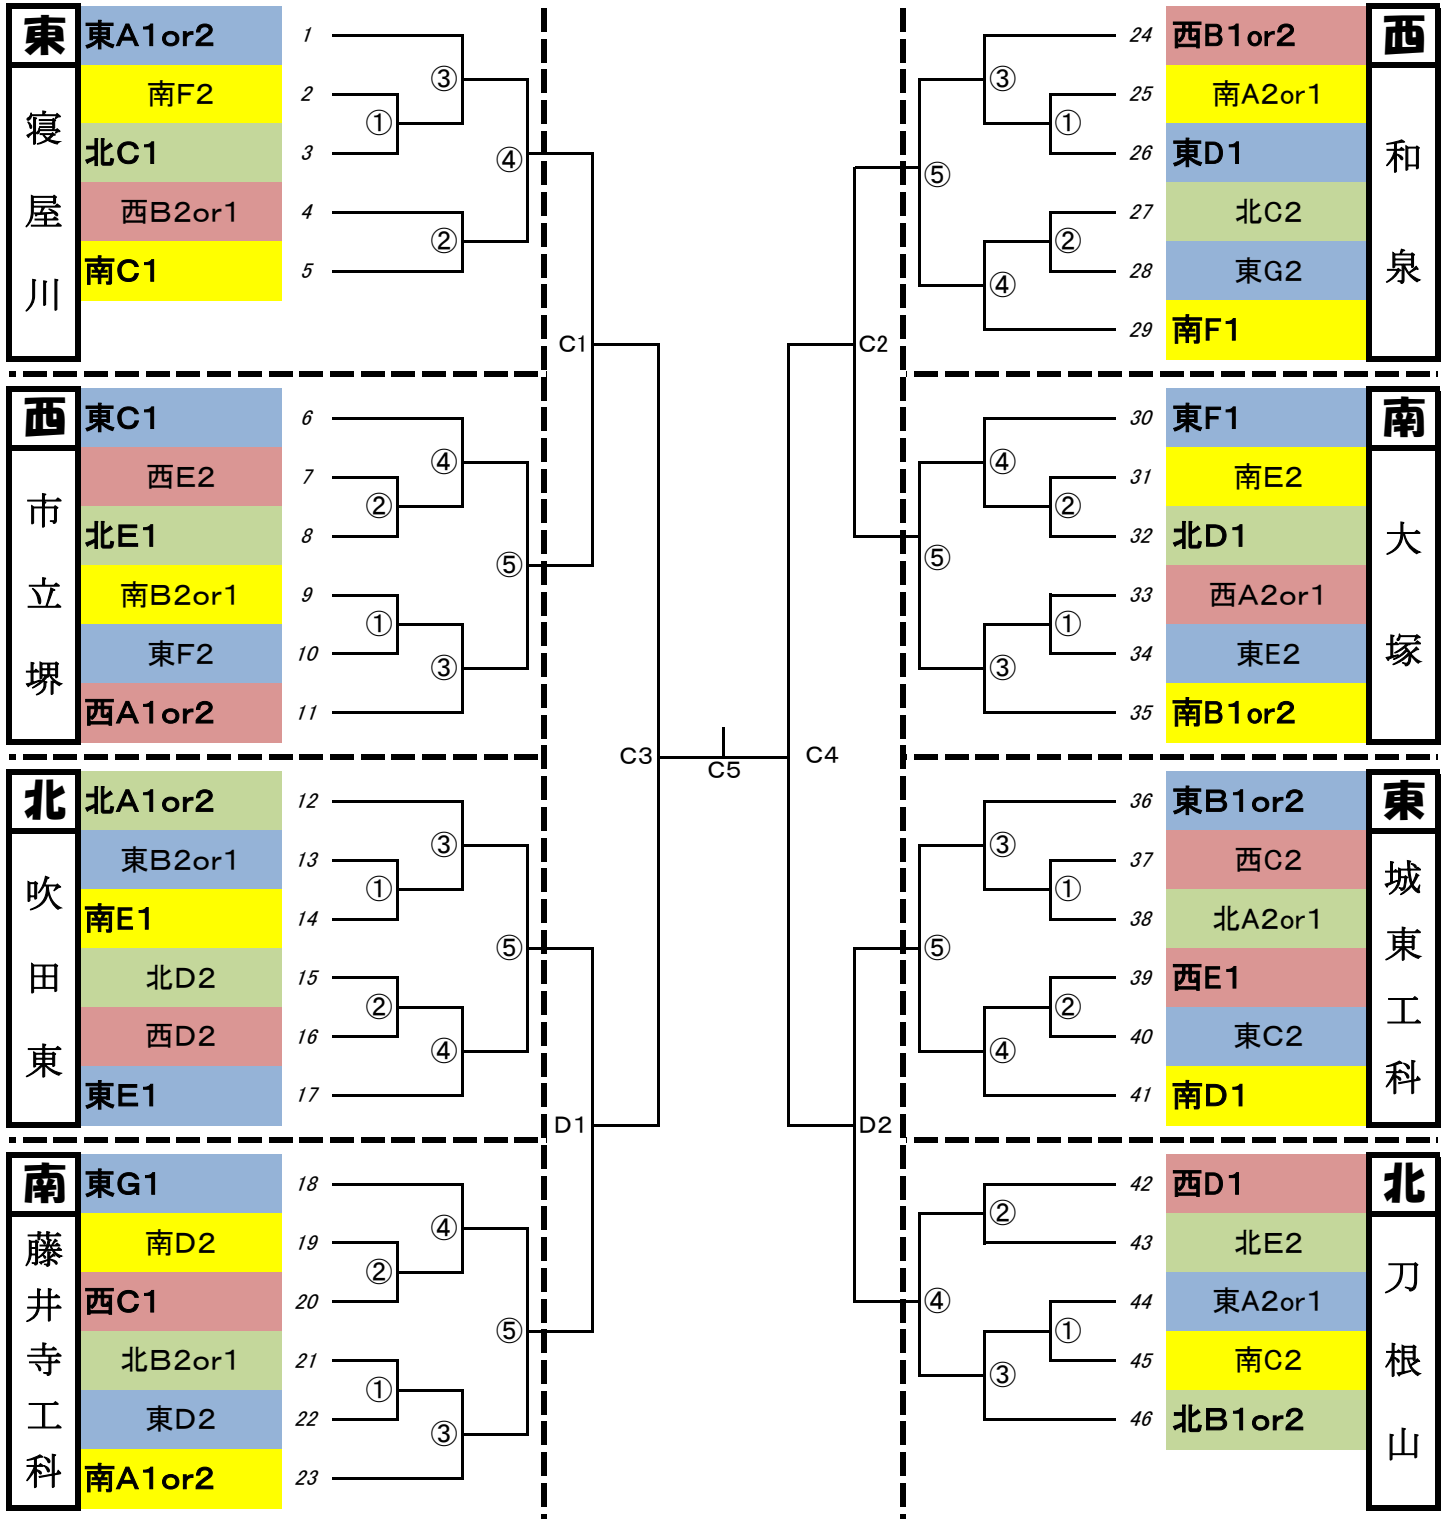 東
寝屋川
東A1or2 1
南F2 2
北C1 3
西B2or1 4
南C1 5
③
①
④
②
西
市立堺
東C1 6
西E2 7
北E1 8
南B2or1 9
東F2 10
西A1or2 11
④
②
⑤
①
③
北
吹田東
北A1or2 12
東B2or1 13
南E1 14
北D2 15
西D2 16
東E1 17
③
①
⑤
②
④
南
藤井寺工科
東G1 18
南D2 19
西C1 20
北B2or1 21
東D2 22
南A1or2 23
④
②
⑤
①
③
C1
C3
D1
C5
C2
C4
D2
西
和泉
24 西B1or2
25 南A2or1
26 東D1
27 北C2
28 東G2
29 南F1
③
①
⑤
②
④
南
大塚
30 東F1
31 南E2
32 北D1
33 西A2or1
34 東E2
35 南B1or2
④
②
⑤
①
③
東
城東工科
36 東B1or2
37 西C2
38 北A2or1
39 西E1
40 東C2
41 南D1
③
①
⑤
②
④
北
刀根山
42 西D1
43 北E2
44 東A2or1
45 南C2
46 北B1or2
②
④
①
③